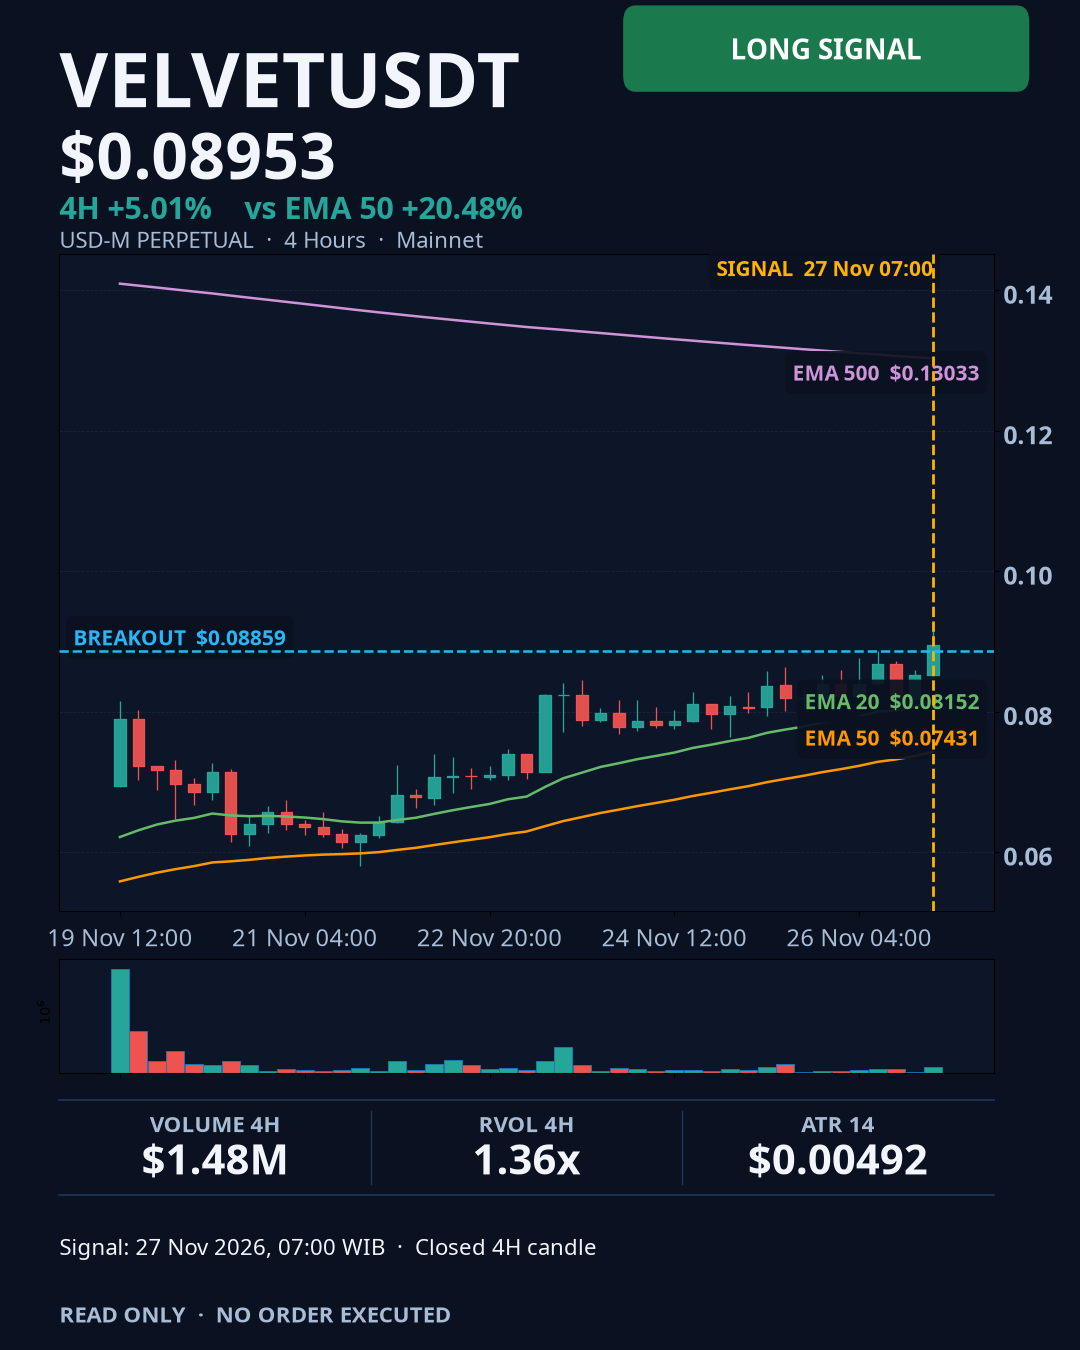 LONG SIGNAL
VELVETUSDT
$0.08953
4H +5.01% vs EMA 50 +20.48%
USD-M PERPETUAL · 4 Hours · Mainnet
SIGNAL 27 Nov 07:00
0.14
EMA 500 $0.13033
0.12
0.10
BREAKOUT $0.08859
EMA 20 $0.08152
0.08
EMA 50 $0.07431
0.06
19 Nov 12:00 21 Nov 04:00 22 Nov 20:00 24 Nov 12:00 26 Nov 04:00
10⁶
VOLUME 4H RVOL 4H ATR 14
$1.48M 1.36x $0.00492
Signal: 27 Nov 2026, 07:00 WIB · Closed 4H candle
READ ONLY · NO ORDER EXECUTED